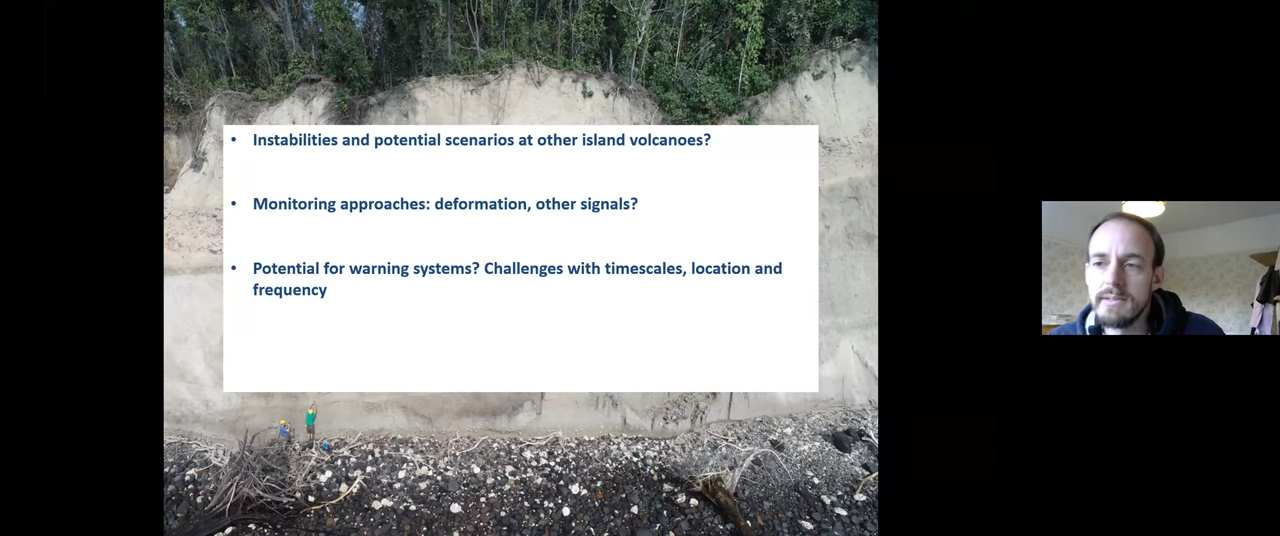 • Instabilities and potential scenarios at other island volcanoes?
• Monitoring approaches: deformation, other signals?
• Potential for warning systems? Challenges with timescales, location and
frequency